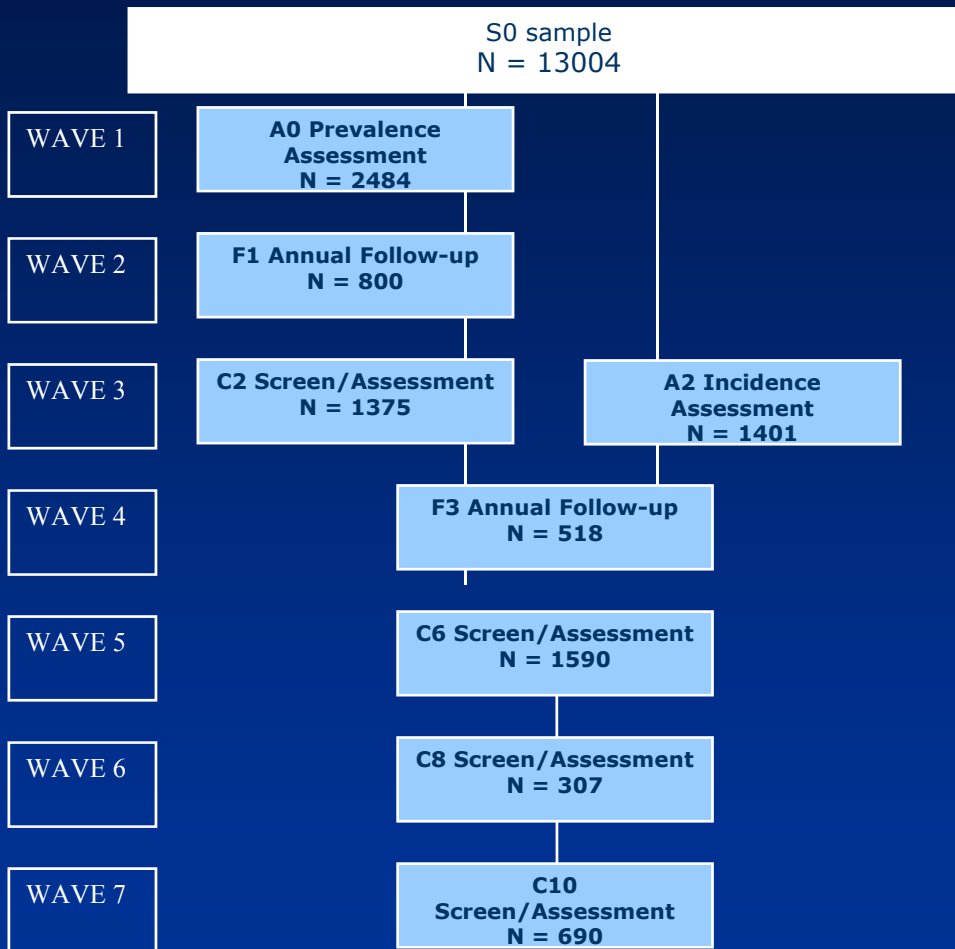 S0 sample
N = 13004
WAVE 1
A0 Prevalence
Assessment
N = 2484
WAVE 2
F1 Annual Follow-up
N = 800
WAVE 3
C2 Screen/Assessment
N = 1375
A2 Incidence
Assessment
N = 1401
WAVE 4
F3 Annual Follow-up
N = 518
WAVE 5
C6 Screen/Assessment
N = 1590
WAVE 6
C8 Screen/Assessment
N = 307
WAVE 7
C10
Screen/Assessment
N = 690